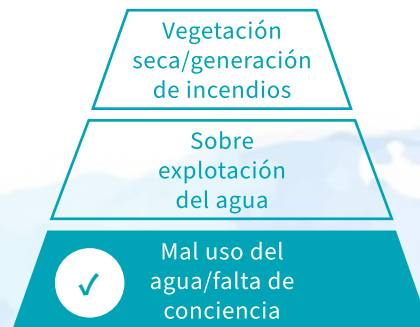 Vegetación
seca/generación
de incendios
Sobre
explotación
del agua
Mal uso del
agua/falta de
conciencia